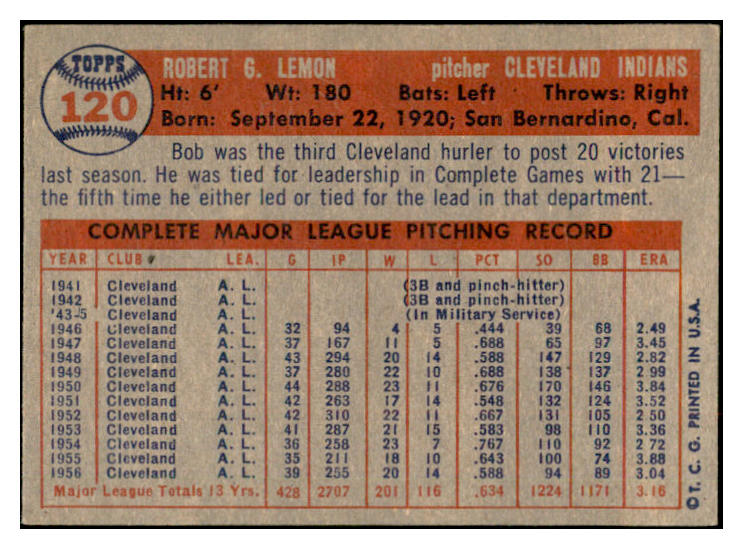 TOPPS
120
ROBERT G. LEMON pitcher CLEVELAND INDIANS
Ht: 6' Wt: 180 Bats: Left Throws: Right
Born: September 22, 1920; San Bernardino, Cal.
Bob was the third Cleveland hurler to post 20 victories
last season. He was tied for leadership in Complete Games with 21—
the fifth time he either led or tied for the lead in that department.
COMPLETE MAJOR LEAGUE PITCHING RECORD
YEAR CLUB LEA. G IP W L PCT SO BB ERA
1941 Cleveland A. L. (3B and pinch-hitter)
1942 Cleveland A. L. (3B and pinch-hitter)
'43-5 Cleveland A. L. (In Military Service)
1946 Cleveland A. L. 32 94 4 5 .444 39 68 2.49
1947 Cleveland A. L. 37 167 11 5 .688 65 97 3.45
1948 Cleveland A. L. 43 294 20 14 .588 147 129 2.82
1949 Cleveland A. L. 37 280 22 10 .688 138 137 2.99
1950 Cleveland A. L. 44 288 23 11 .676 170 146 3.84
1951 Cleveland A. L. 42 263 17 14 .548 132 124 3.52
1952 Cleveland A. L. 42 310 22 11 .667 131 105 2.50
1953 Cleveland A. L. 41 287 21 15 .583 98 110 3.36
1954 Cleveland A. L. 36 258 23 7 .767 110 92 2.72
1955 Cleveland A. L. 35 211 18 10 .643 100 74 3.88
1956 Cleveland A. L. 39 255 20 14 .588 94 89 3.04
Major League Totals 13 Yrs. 428 2707 201 116 .634 1224 1171 3.16
© T. C. G. PRINTED IN U.S.A.